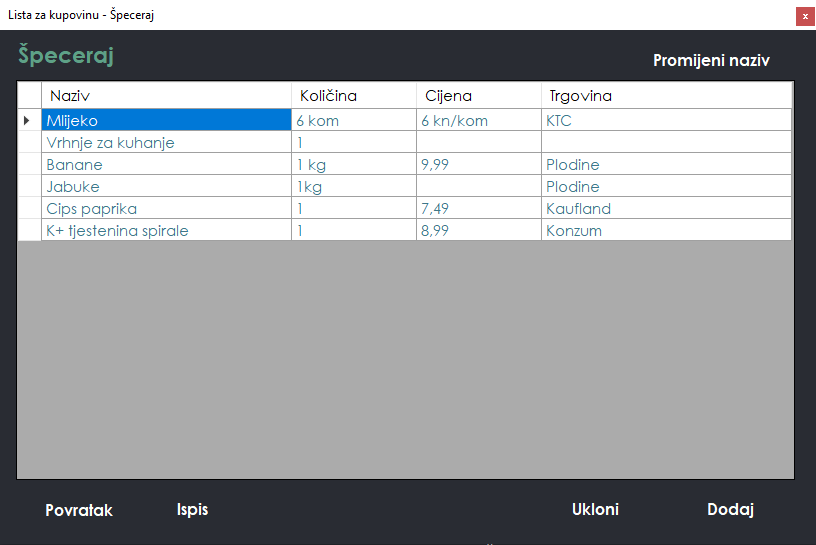 Lista za kupovinu - Špeceraj
x
Špeceraj
Promijeni naziv
Naziv Količina Cijena Trgovina
Mlijeko 6 kom 6 kn/kom KTC
Vrhnje za kuhanje 1
Banane 1 kg 9,99 Plodine
Jabuke 1kg Plodine
Cips paprika 1 7,49 Kaufland
K+ tjestenina spirale 1 8,99 Konzum
Povratak Ispis Ukloni Dodaj